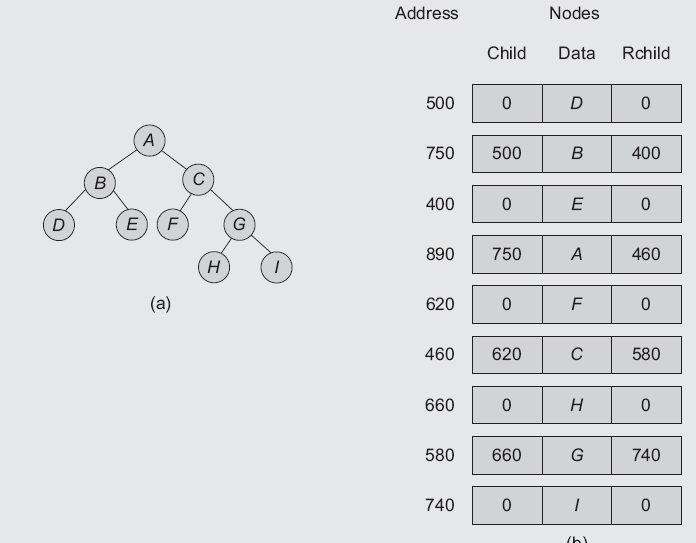 A
B
C
D
E
F
G
H
I
(a)
Address Nodes
Child Data Rchild
500 0 D 0
750 500 B 400
400 0 E 0
890 750 A 460
620 0 F 0
460 620 C 580
660 0 H 0
580 660 G 740
740 0 I 0